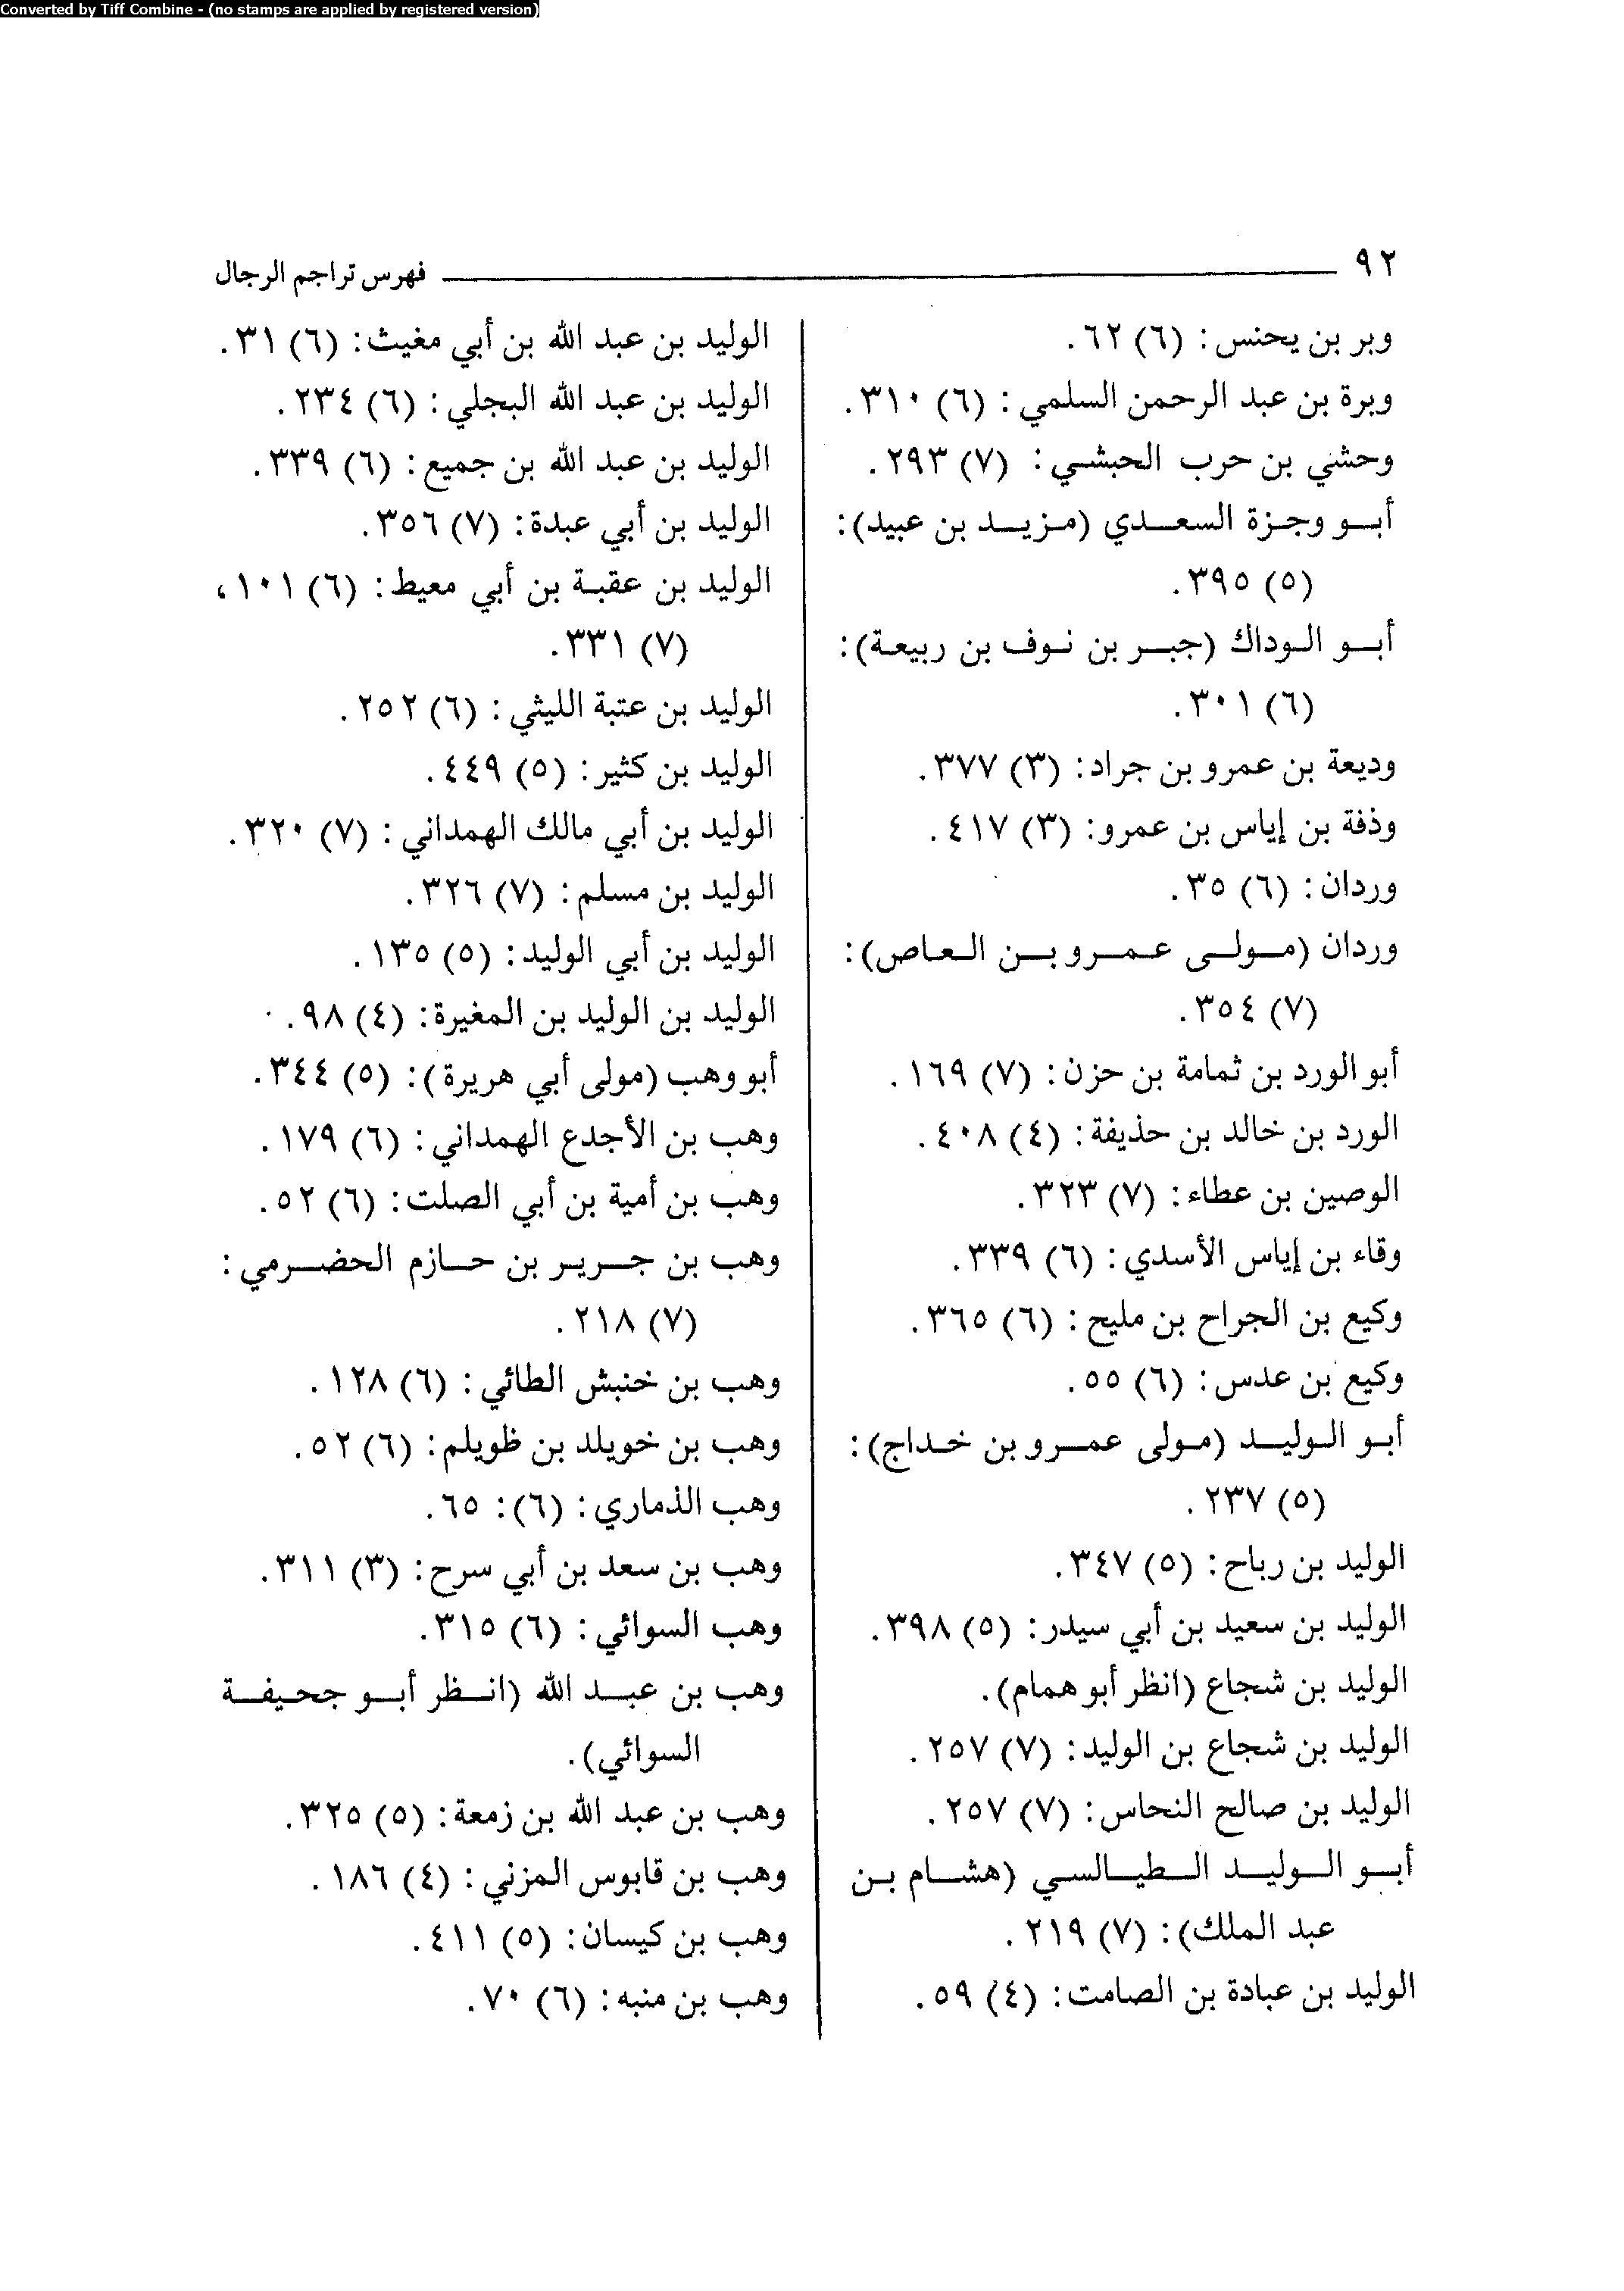 Converted by Tiff Combine - (no stamps are applied by registered version)
٩٢ فهرس تراجم الرجال
وبر بن يحنس: (٦) ٦٢.
وبرة بن عبد الرحمن السلمي: (٦) ٣١٠.
وحشي بن حرب الحبشي: (٧) ٢٩٣.
أبو وجزة السعدي (مزيد بن عبيد):
(٥) ٣٩٥.
أبو الوداك (جبر بن نوف بن ربيعة):
(٦) ٣٠١.
وديعة بن عمرو بن جراد: (٣) ٣٧٧.
وذفة بن إياس بن عمرو: (٣) ٤١٧.
وردان: (٦) ٣٥.
وردان (مولى عمرو بن العاص):
(٧) ٣٥٤.
أبو الورد بن ثمامة بن حزن: (٧) ١٦٩.
الورد بن خالد بن حذيفة: (٤) ٤٠٨.
الوصين بن عطاء: (٧) ٣٢٣.
وقاء بن إياس الأسدي: (٦) ٣٣٩.
وكيع بن الجراح بن مليح: (٦) ٣٦٥.
وكيع بن عدس: (٦) ٥٥.
أبو الوليد (مولى عمرو بن خداج):
(٥) ٢٣٧.
الوليد بن رباح: (٥) ٣٤٧.
الوليد بن سعيد بن أبي سيدر: (٥) ٣٩٨.
الوليد بن شجاع (انظر أبو همام).
الوليد بن شجاع بن الوليد: (٧) ٢٥٧.
الوليد بن صالح النحاس: (٧) ٢٥٧.
أبو الوليد الطيالسي (هشام بن
عبد الملك): (٧) ٢١٩.
الوليد بن عبادة بن الصامت: (٤) ٥٩.
الوليد بن عبد الله بن أبي مغيث: (٦) ٣١.
الوليد بن عبد الله البجلي: (٦) ٢٣٤.
الوليد بن عبد الله بن جميع: (٦) ٣٣٩.
الوليد بن أبي عبدة: (٧) ٣٥٦.
الوليد بن عقبة بن أبي معيط: (٦) ١٠١،
(٧) ٣٣١.
الوليد بن عتبة الليثي: (٦) ٢٥٢.
الوليد بن كثير: (٥) ٤٤٩.
الوليد بن أبي مالك الهمداني: (٧) ٣٢٠.
الوليد بن مسلم: (٧) ٣٢٦.
الوليد بن أبي الوليد: (٥) ١٣٥.
الوليد بن الوليد بن المغيرة: (٤) ٩٨.
أبو وهب (مولى أبي هريرة): (٥) ٣٤٤.
وهب بن الأجدع الهمداني: (٦) ١٧٩.
وهب بن أمية بن أبي الصلت: (٦) ٥٢.
وهب بن جرير بن حازم الحضرمي:
(٧) ٢١٨.
وهب بن خنبش الطائي: (٦) ١٢٨.
وهب بن خويلد بن ظويلم: (٦) ٥٢.
وهب الذماري: (٦): ٦٥.
وهب بن سعد بن أبي سرح: (٣) ٣١١.
وهب السوائي: (٦) ٣١٥.
وهب بن عبد الله (انظر أبو جحيفة
السوائي).
وهب بن عبد الله بن زمعة: (٥) ٣٢٥.
وهب بن قابوس المزني: (٤) ١٨٦.
وهب بن كيسان: (٥) ٤١١.
وهب بن منبه: (٦) ٧٠.